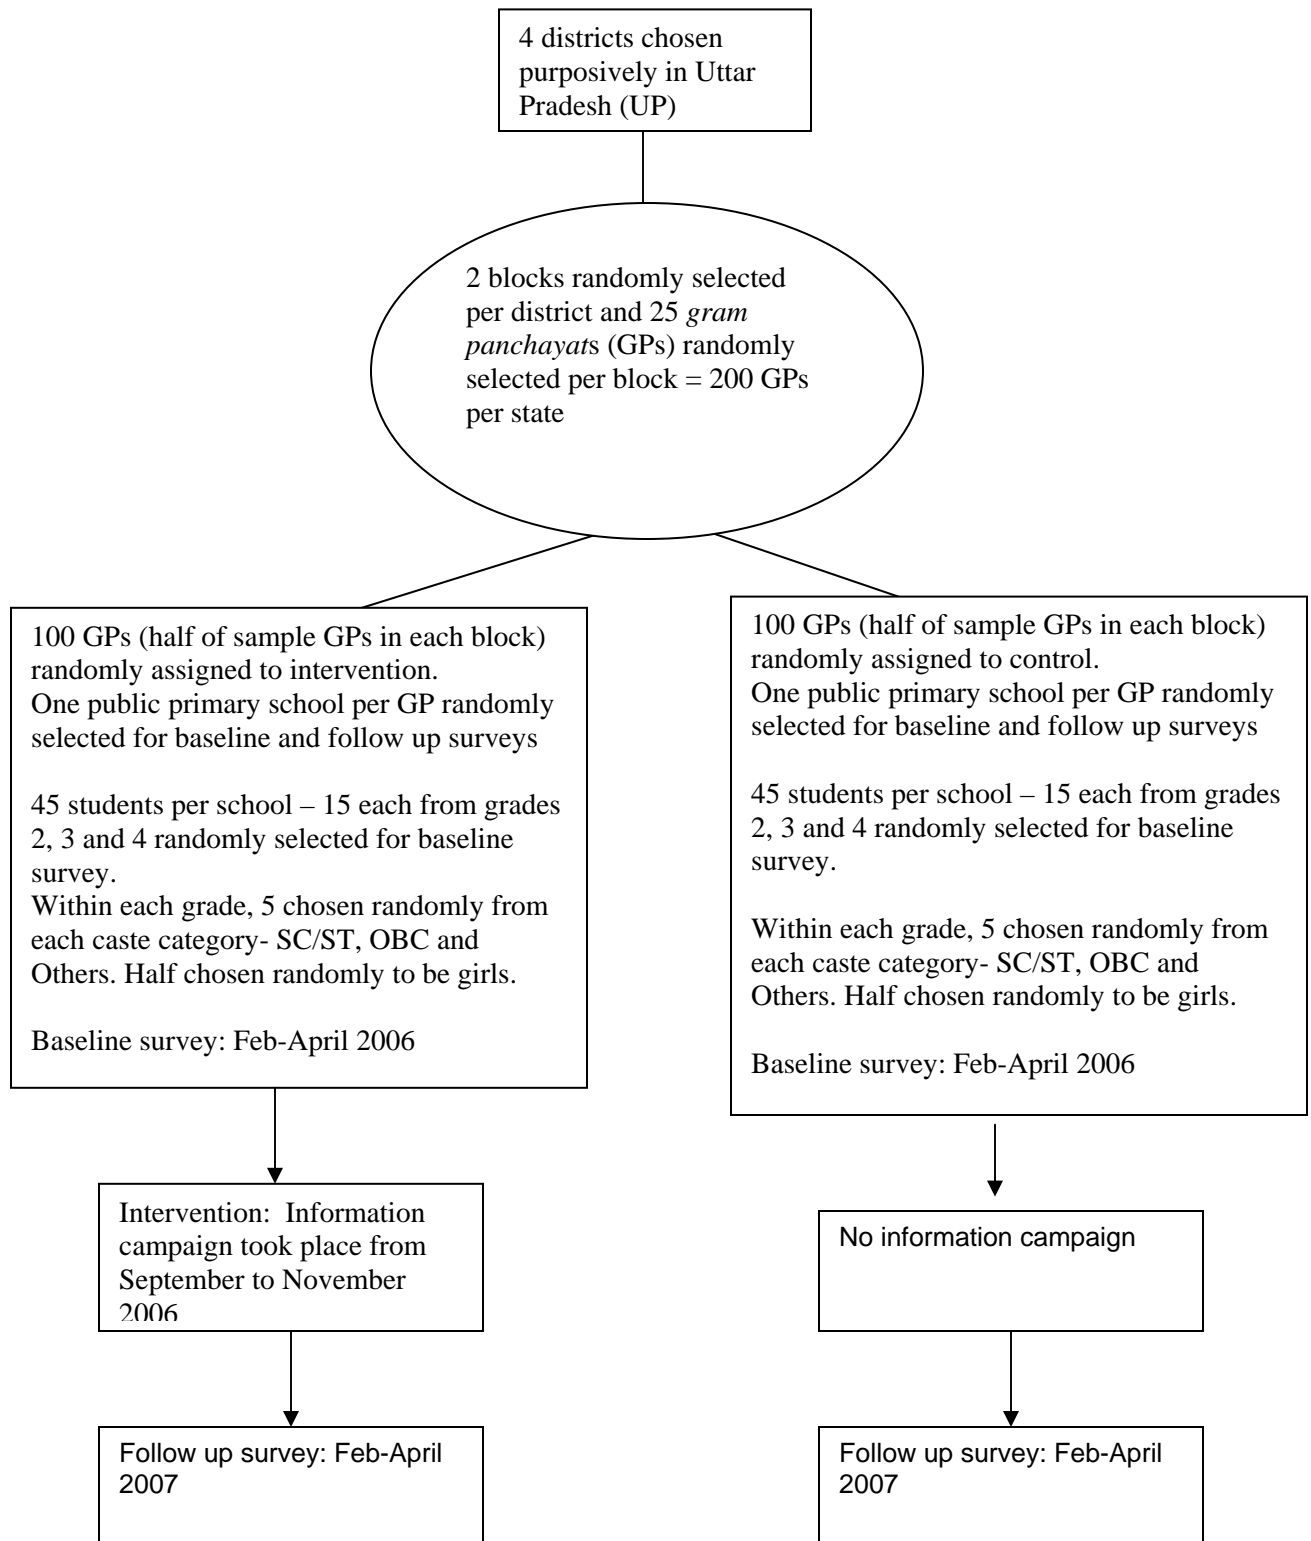 4 districts chosen
purposively in Uttar
Pradesh (UP)
2 blocks randomly selected
per district and 25 gram
panchayats (GPs) randomly
selected per block = 200 GPs
per state
100 GPs (half of sample GPs in each block)
randomly assigned to intervention.
One public primary school per GP randomly
selected for baseline and follow up surveys
45 students per school – 15 each from grades
2, 3 and 4 randomly selected for baseline
survey.
Within each grade, 5 chosen randomly from
each caste category- SC/ST, OBC and
Others. Half chosen randomly to be girls.
Baseline survey: Feb-April 2006
100 GPs (half of sample GPs in each block)
randomly assigned to control.
One public primary school per GP randomly
selected for baseline and follow up surveys
45 students per school – 15 each from grades
2, 3 and 4 randomly selected for baseline
survey.
Within each grade, 5 chosen randomly from
each caste category- SC/ST, OBC and
Others. Half chosen randomly to be girls.
Baseline survey: Feb-April 2006
Intervention: Information
campaign took place from
September to November
2006
No information campaign
Follow up survey: Feb-April
2007
Follow up survey: Feb-April
2007